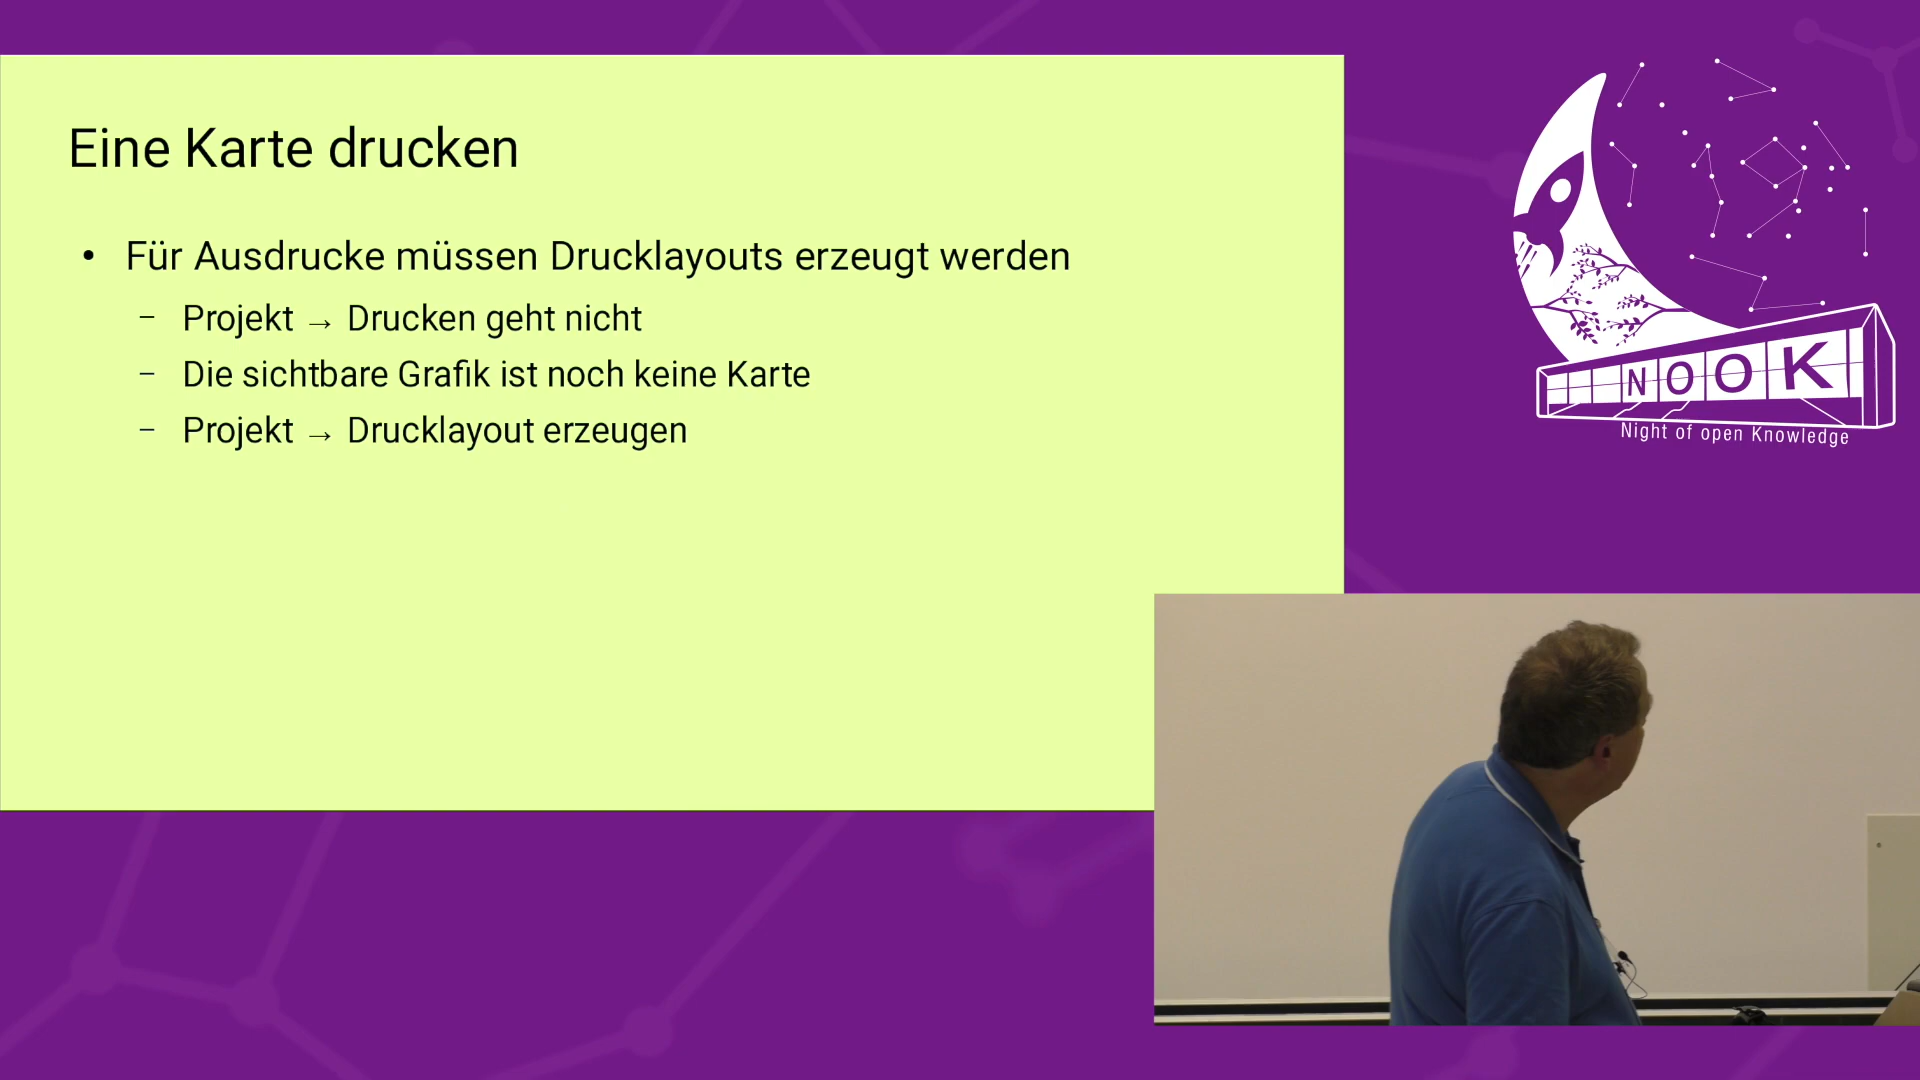 Eine Karte drucken
• Für Ausdrucke müssen Drucklayouts erzeugt werden
– Projekt → Drucken geht nicht
– Die sichtbare Grafik ist noch keine Karte
– Projekt → Drucklayout erzeugen
NOOK
Night of open Knowledge